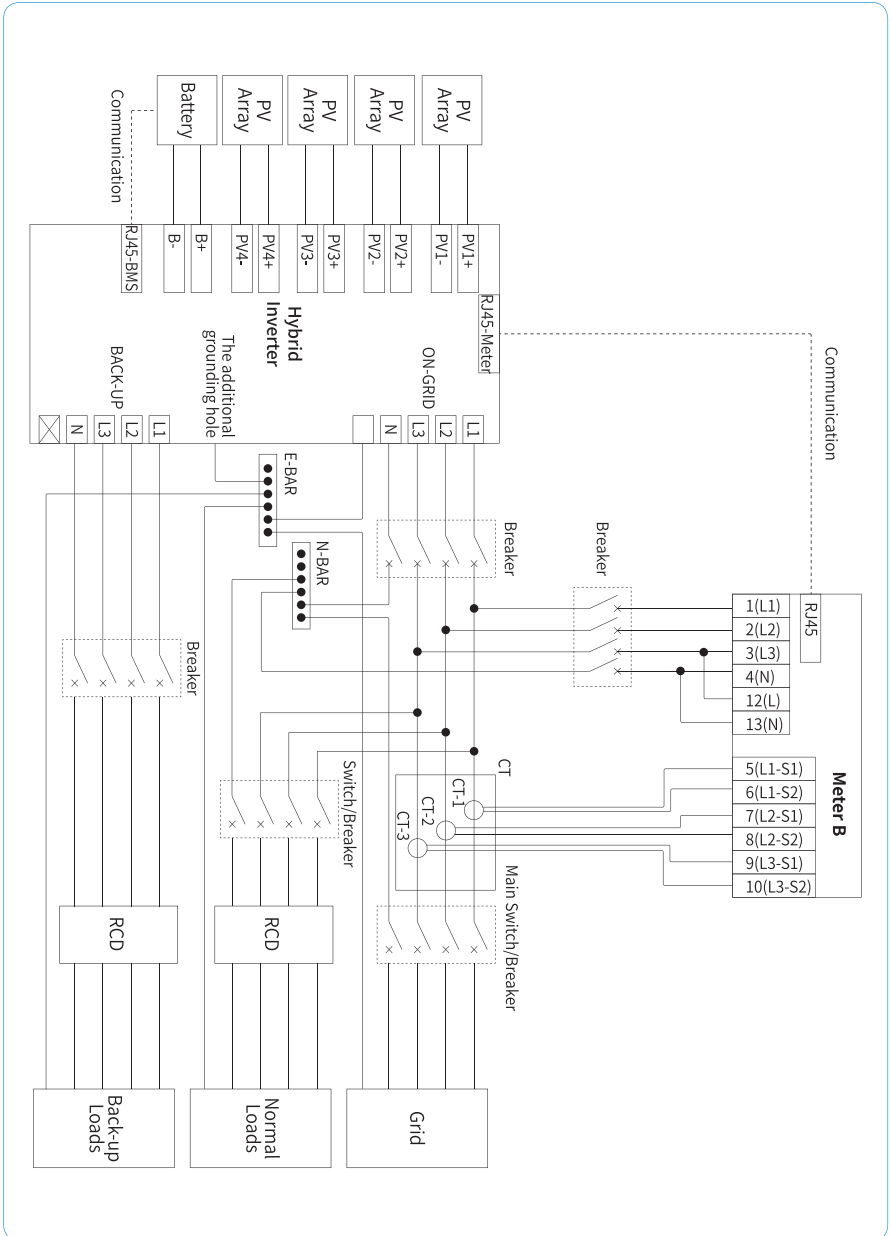 Communication
Battery
PV
Array
PV
Array
PV
Array
PV
Array
RJ45-BMS
B-
B+
PV4-
PV4+
PV3-
PV3+
PV2-
PV2+
PV1-
PV1+
RJ45-Meter
Hybrid
Inverter
Communication
BACK-UP
The additional
grounding hole
ON-GRID
N
L3
L2
L1
N
L3
L2
L1
E-BAR
N-BAR
Breaker
Breaker
Breaker
RJ45
1(L1)
2(L2)
3(L3)
4(N)
12(L)
13(N)
Meter B
5(L1-S1)
6(L1-S2)
7(L2-S1)
8(L2-S2)
9(L3-S1)
10(L3-S2)
CT
CT-1
CT-2
CT-3
Switch/Breaker
Main Switch/Breaker
RCD
RCD
Back-up
Loads
Normal
Loads
Grid